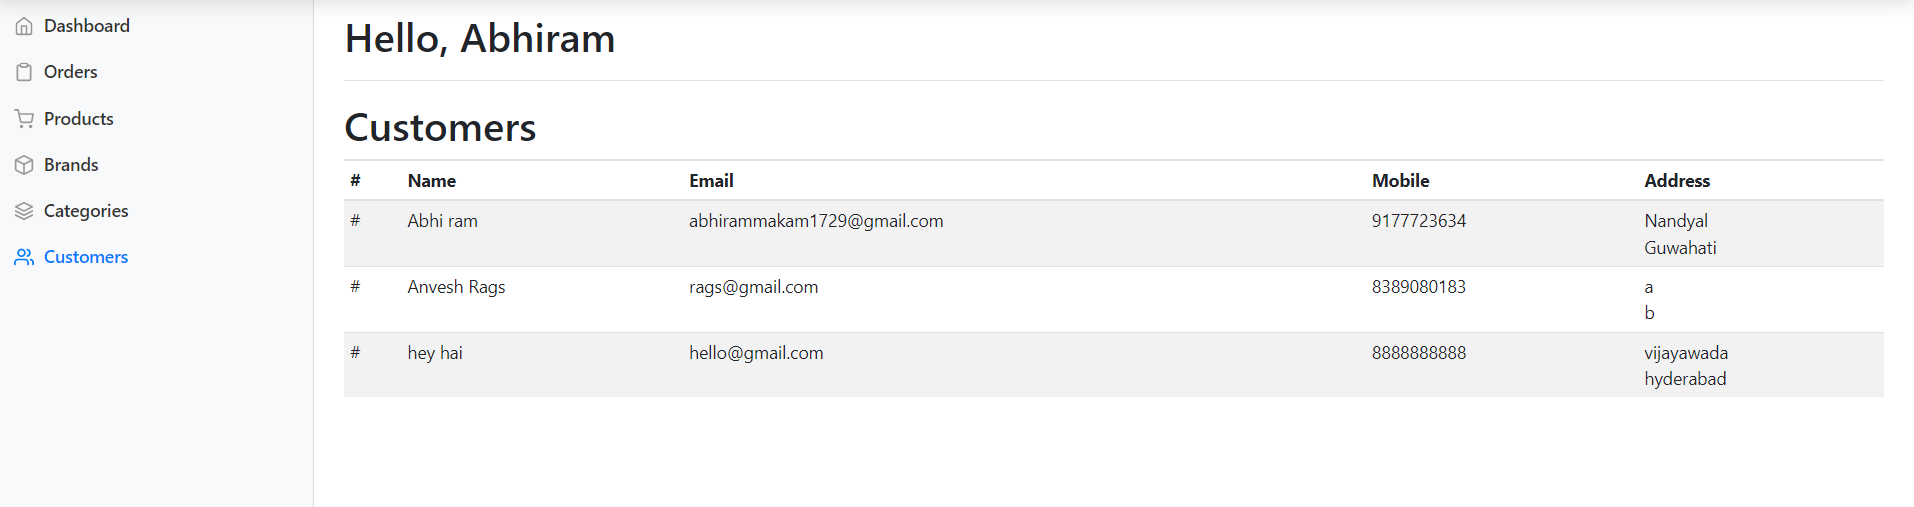 Dashboard
Orders
Products
Brands
Categories
Customers
Hello, Abhiram
Customers
# Name Email Mobile Address
# Abhi ram abhirammakam1729@gmail.com 9177723634 Nandyal
Guwahati
# Anvesh Rags rags@gmail.com 8389080183 a
b
# hey hai hello@gmail.com 8888888888 vijayawada
hyderabad